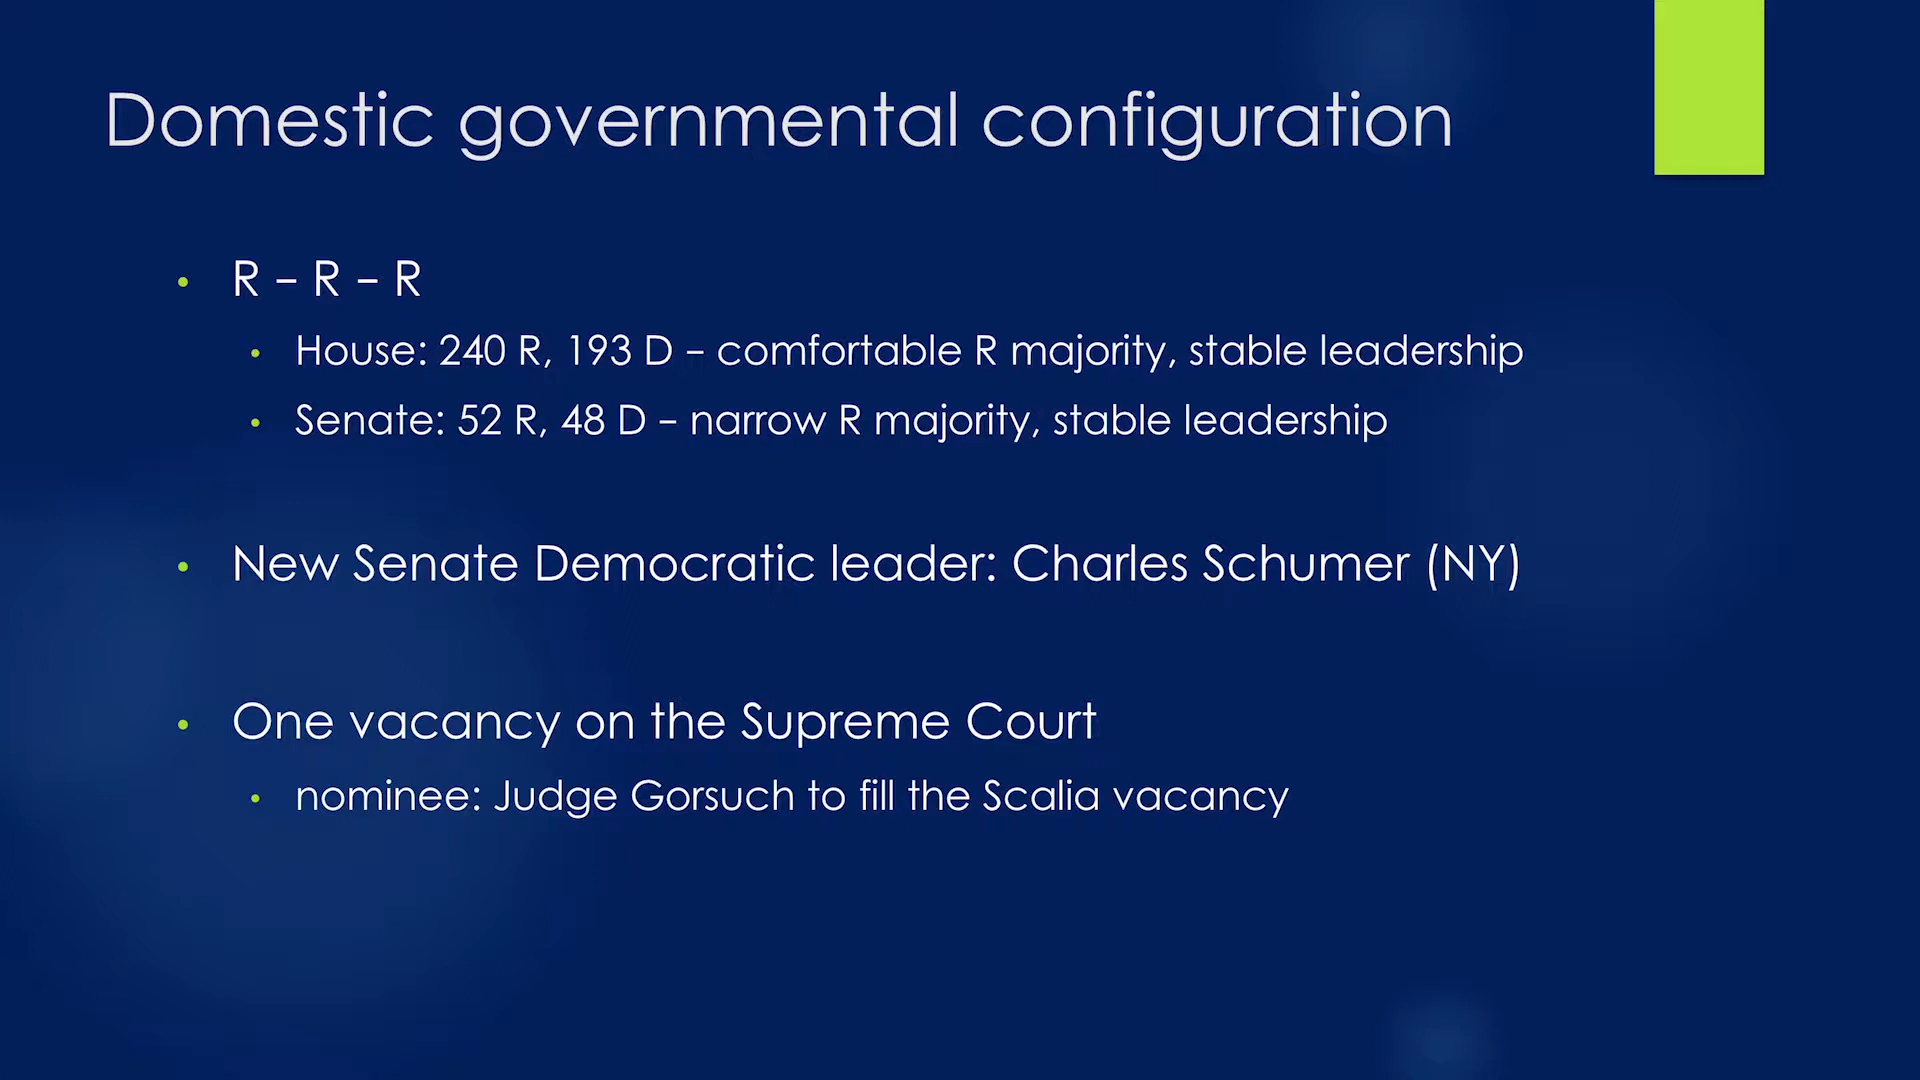 Domestic governmental configuration
• R – R – R
• House: 240 R, 193 D – comfortable R majority, stable leadership
• Senate: 52 R, 48 D – narrow R majority, stable leadership
• New Senate Democratic leader: Charles Schumer (NY)
• One vacancy on the Supreme Court
• nominee: Judge Gorsuch to fill the Scalia vacancy